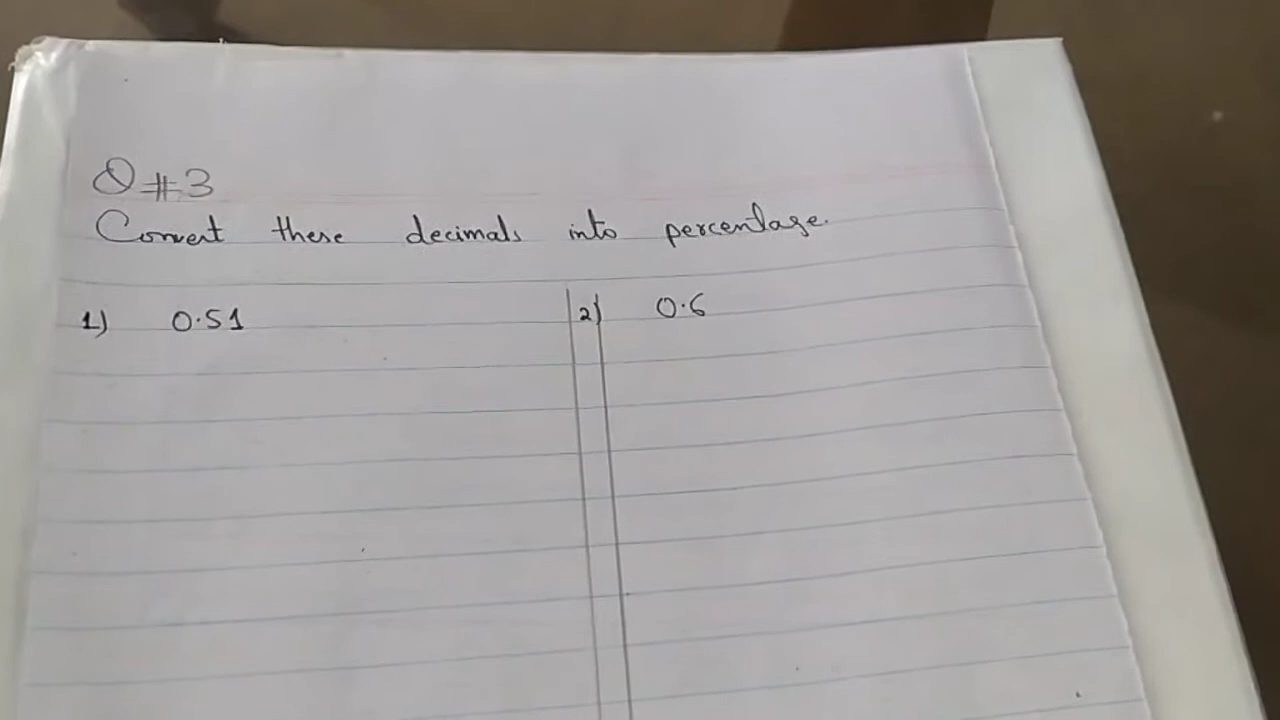 Q#3
Convert these decimals into percentage.
1) 0.51
2) 0.6